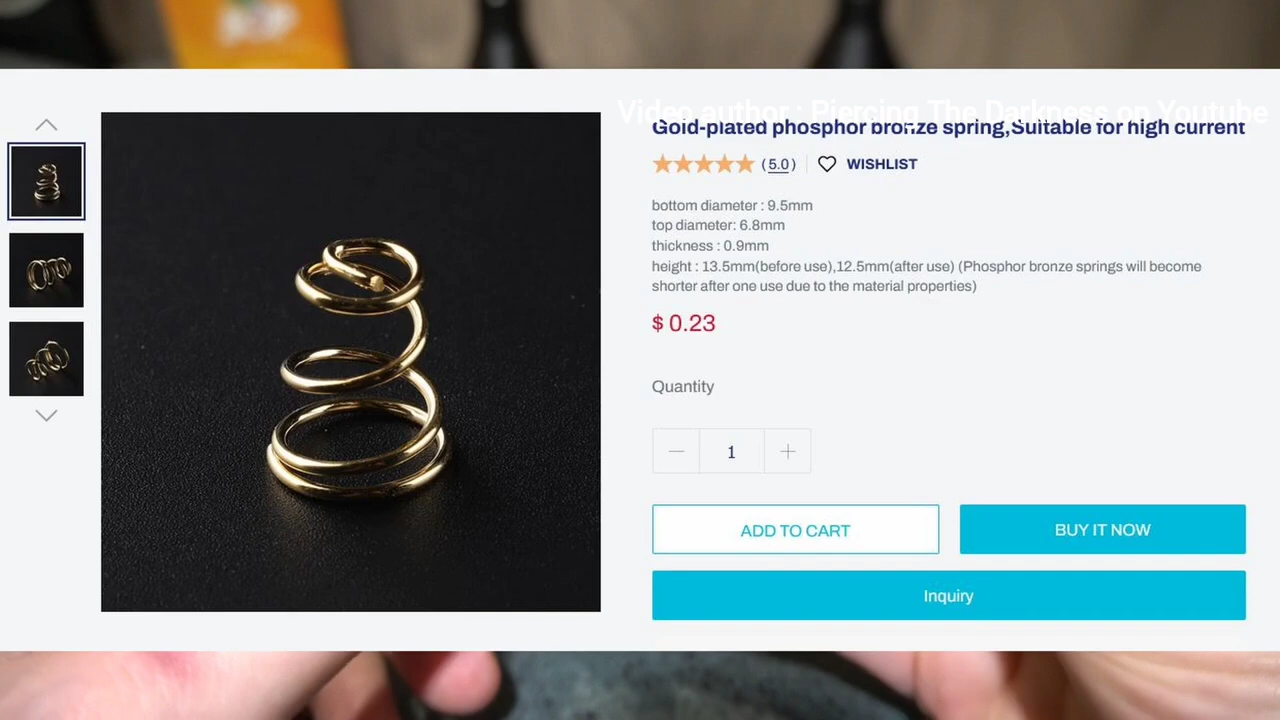 Video author : Piercing The Darkness on Youtube
Gold-plated phosphor bronze spring,Suitable for high current
(5.0)
WISHLIST
bottom diameter : 9.5mm
top diameter: 6.8mm
thickness : 0.9mm
height : 13.5mm(before use),12.5mm(after use) (Phosphor bronze springs will become
shorter after one use due to the material properties)
$ 0.23
Quantity
1
ADD TO CART
BUY IT NOW
Inquiry